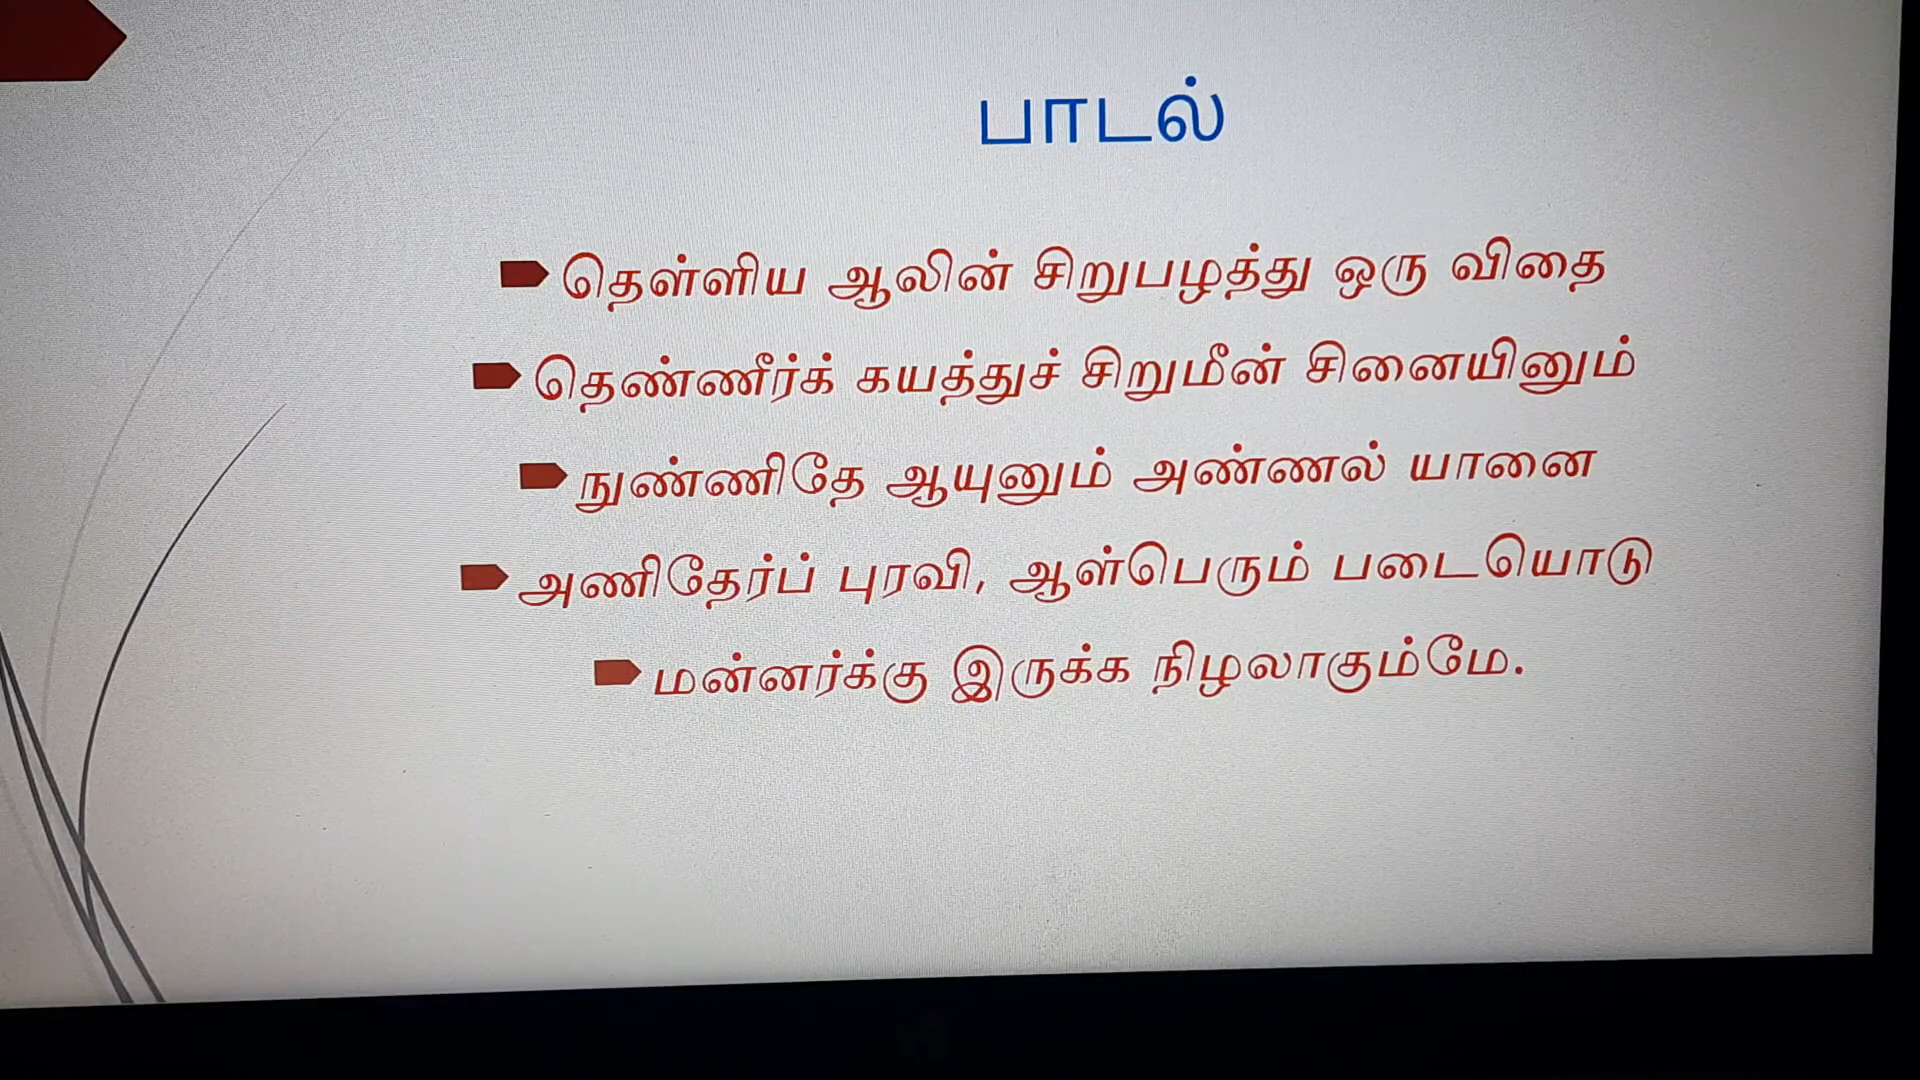 பாடல்
தெள்ளிய ஆலின் சிறுபழத்து ஒரு விதை
தெண்ணீர்க் கயத்துச் சிறுமீன் சினையினும்
நுண்ணிதே ஆயுனும் அண்ணல் யானை
அணிதேர்ப் புரவி, ஆள்பெரும் படையொடு
மன்னர்க்கு இருக்க நிழலாகும்மே.